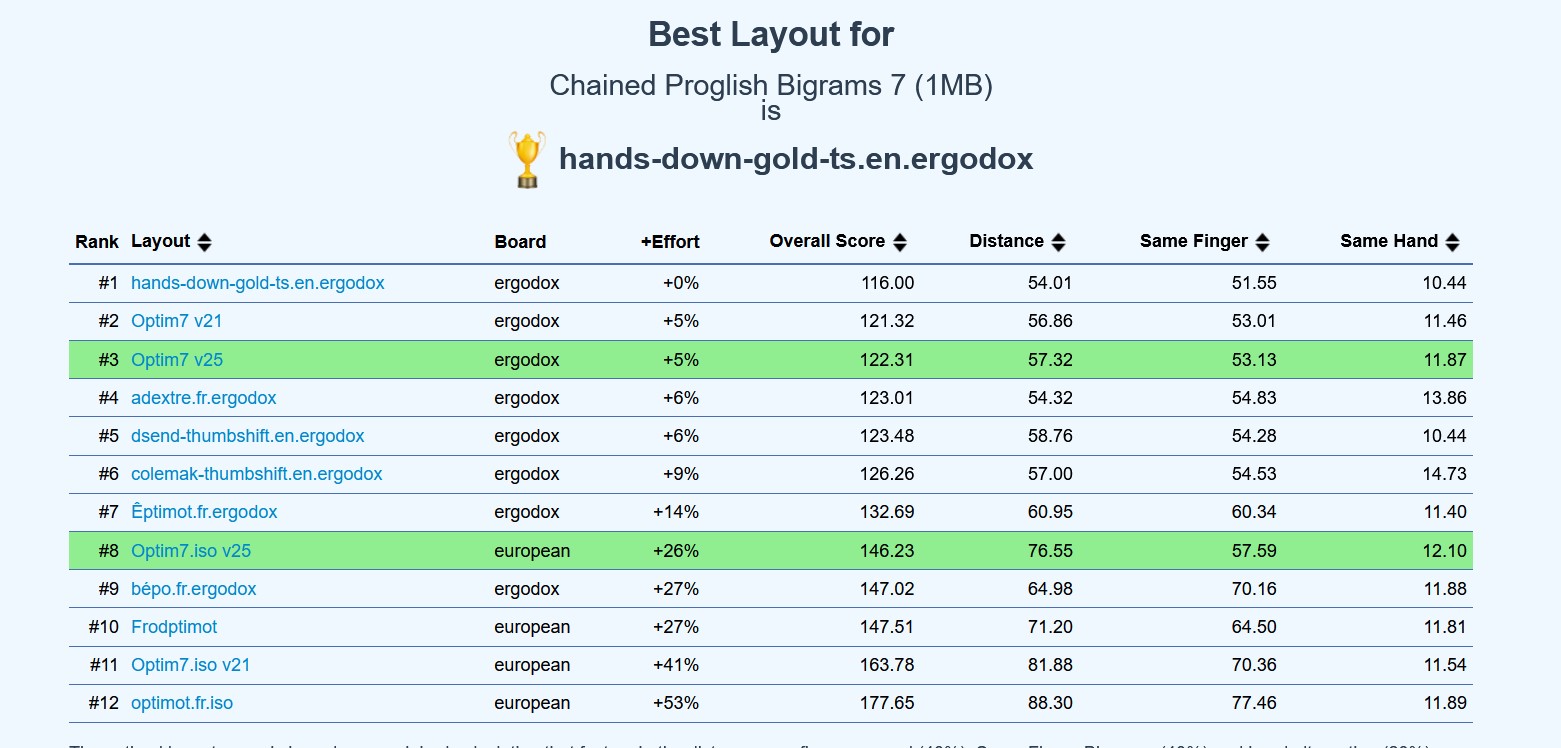 Best Layout for
Chained Proglish Bigrams 7 (1MB)
is
hands-down-gold-ts.en.ergodox
Rank Layout Board +Effort Overall Score Distance Same Finger Same Hand
#1 hands-down-gold-ts.en.ergodox ergodox +0% 116.00 54.01 51.55 10.44
#2 Optim7 v21 ergodox +5% 121.32 56.86 53.01 11.46
#3 Optim7 v25 ergodox +5% 122.31 57.32 53.13 11.87
#4 adextre.fr.ergodox ergodox +6% 123.01 54.32 54.83 13.86
#5 dsend-thumbshift.en.ergodox ergodox +6% 123.48 58.76 54.28 10.44
#6 colemak-thumbshift.en.ergodox ergodox +9% 126.26 57.00 54.53 14.73
#7 Êptimot.fr.ergodox ergodox +14% 132.69 60.95 60.34 11.40
#8 Optim7.iso v25 european +26% 146.23 76.55 57.59 12.10
#9 bépo.fr.ergodox ergodox +27% 147.02 64.98 70.16 11.88
#10 Frodptimot european +27% 147.51 71.20 64.50 11.81
#11 Optim7.iso v21 european +41% 163.78 81.88 70.36 11.54
#12 optimot.fr.iso european +53% 177.65 88.30 77.46 11.89